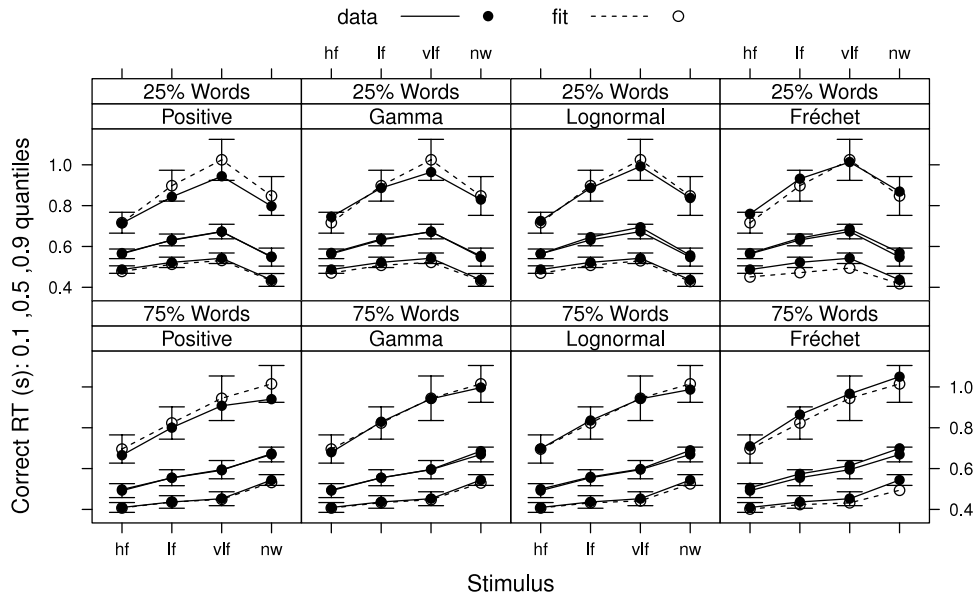 data fit
hf lf vlf nw hf lf vlf nw
25% Words 25% Words 25% Words 25% Words
Positive Gamma Lognormal Fréchet
1.0
0.8
0.6
0.4
75% Words 75% Words 75% Words 75% Words
Positive Gamma Lognormal Fréchet
1.0
0.8
0.6
0.4
hf lf vlf nw hf lf vlf nw
Stimulus
Correct RT (s): 0.1 ,0.5 ,0.9 quantiles